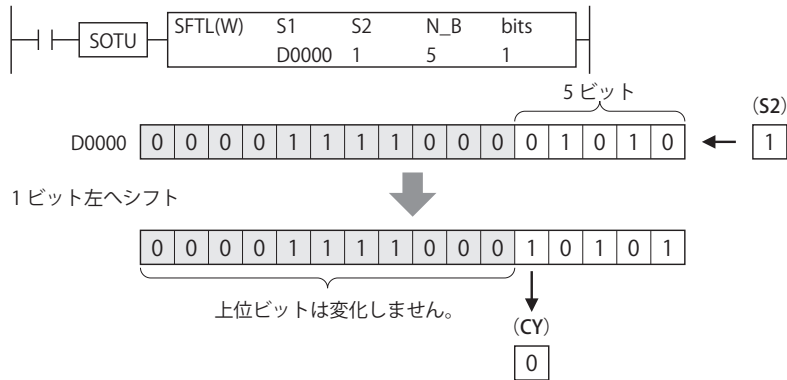 SOTU
SFTL(W) S1 S2 N_B bits
D0000 1 5 1
5 ビット
(S2)
D0000 0 0 0 0 1 1 1 1 0 0 0 0 1 0 1 0 1
1 ビット左へシフト
0 0 0 0 1 1 1 1 0 0 0 1 0 1 0 1
上位ビットは変化しません。
(CY)
0